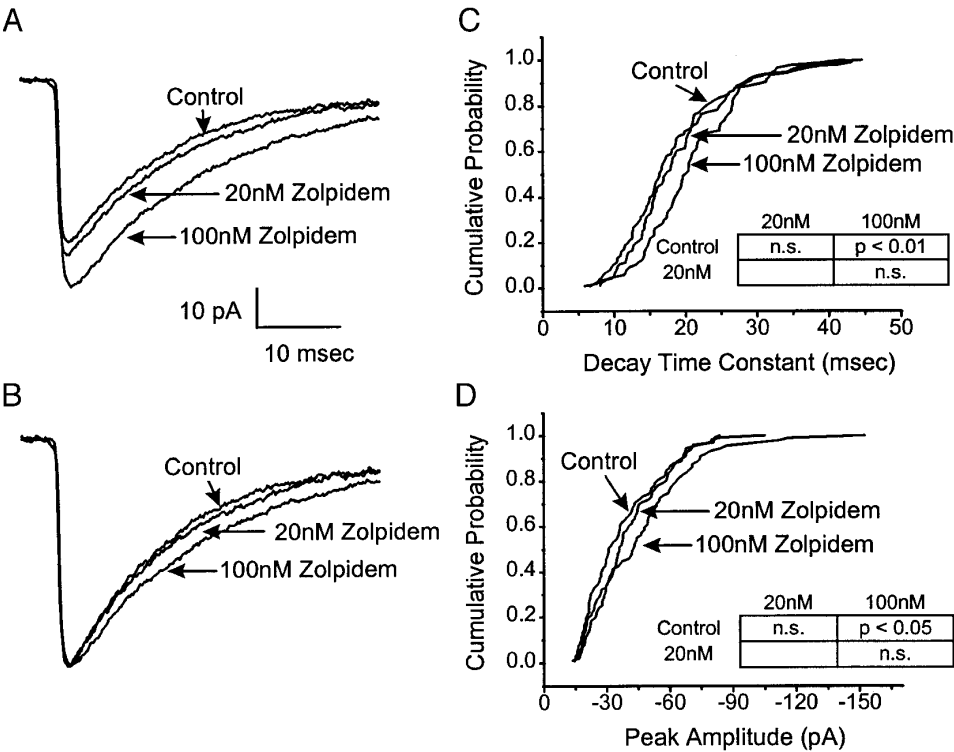 A
Control
20nM Zolpidem
100nM Zolpidem
10 pA
10 msec
B
Control
20nM Zolpidem
100nM Zolpidem
C
Cumulative Probability
1.0
0.8
0.6
0.4
0.2
0.0
Control
20nM Zolpidem
100nM Zolpidem
20nM 100nM
Control n.s. p < 0.01
20nM n.s.
0 10 20 30 40 50
Decay Time Constant (msec)
D
Cumulative Probability
1.0
0.8
0.6
0.4
0.2
0.0
Control
20nM Zolpidem
100nM Zolpidem
20nM 100nM
Control n.s. p < 0.05
20nM n.s.
0 -30 -60 -90 -120 -150
Peak Amplitude (pA)